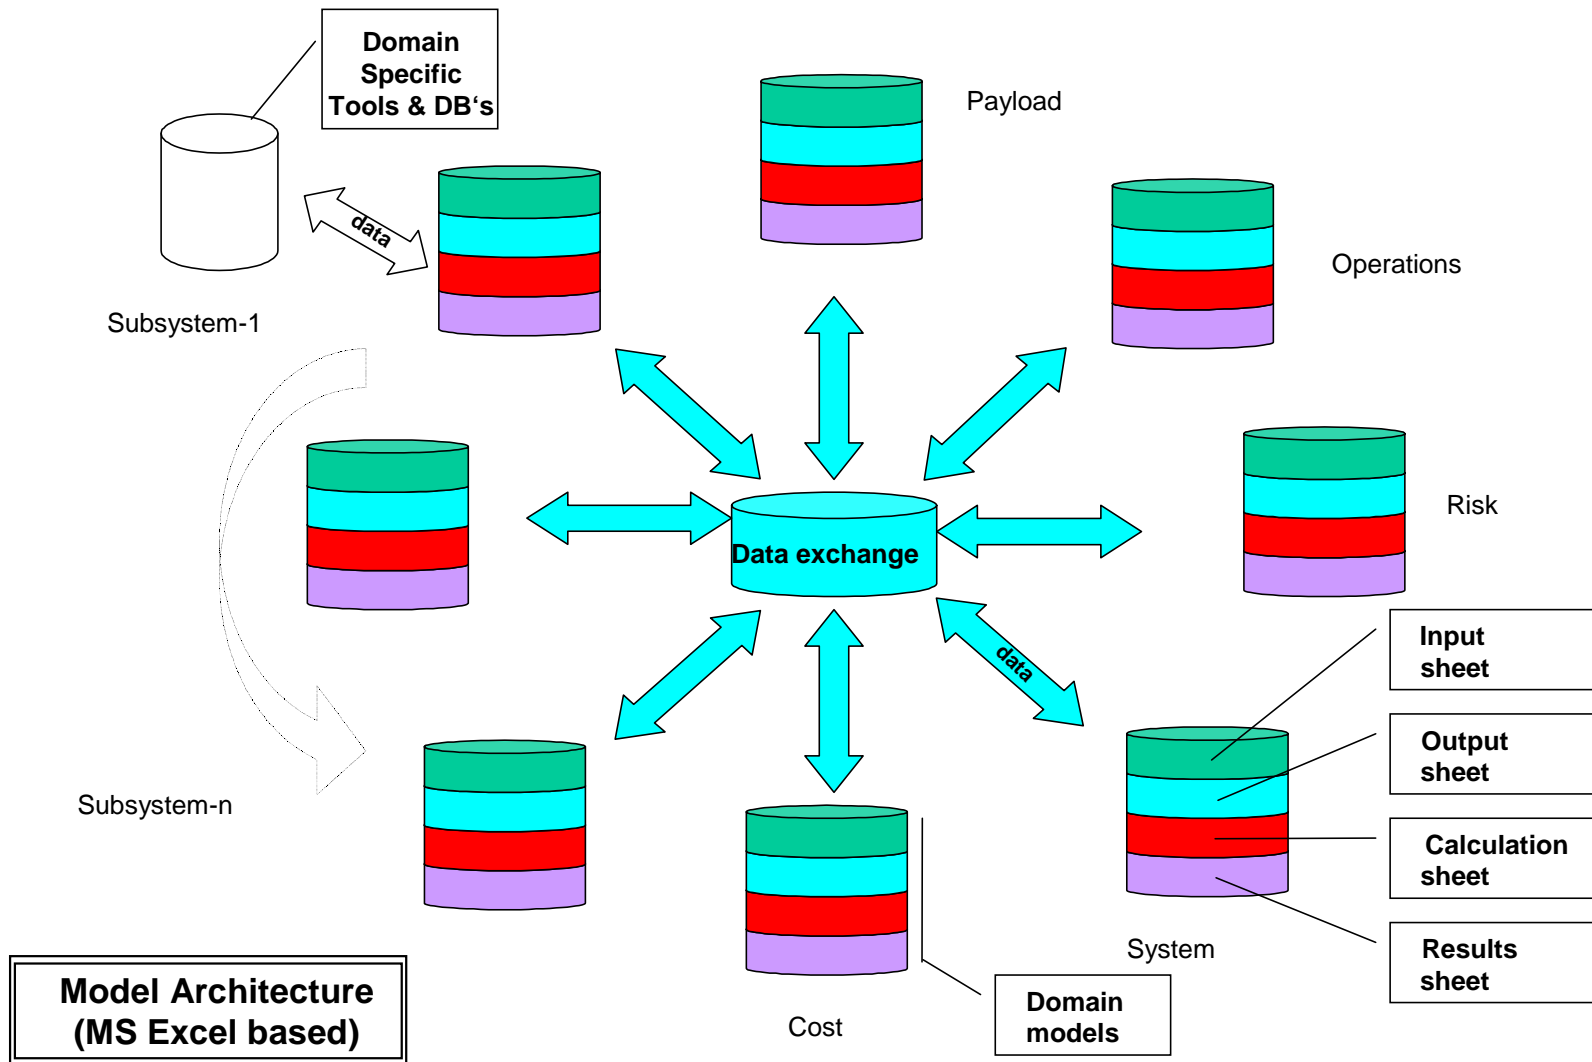 Domain
Specific
Tools & DB‘s
Payload
data
Operations
Subsystem-1
Risk
Data exchange
Input
sheet
data
Output
sheet
Subsystem-n
Calculation
sheet
System
Results
sheet
Model Architecture
(MS Excel based)
Domain
models
Cost